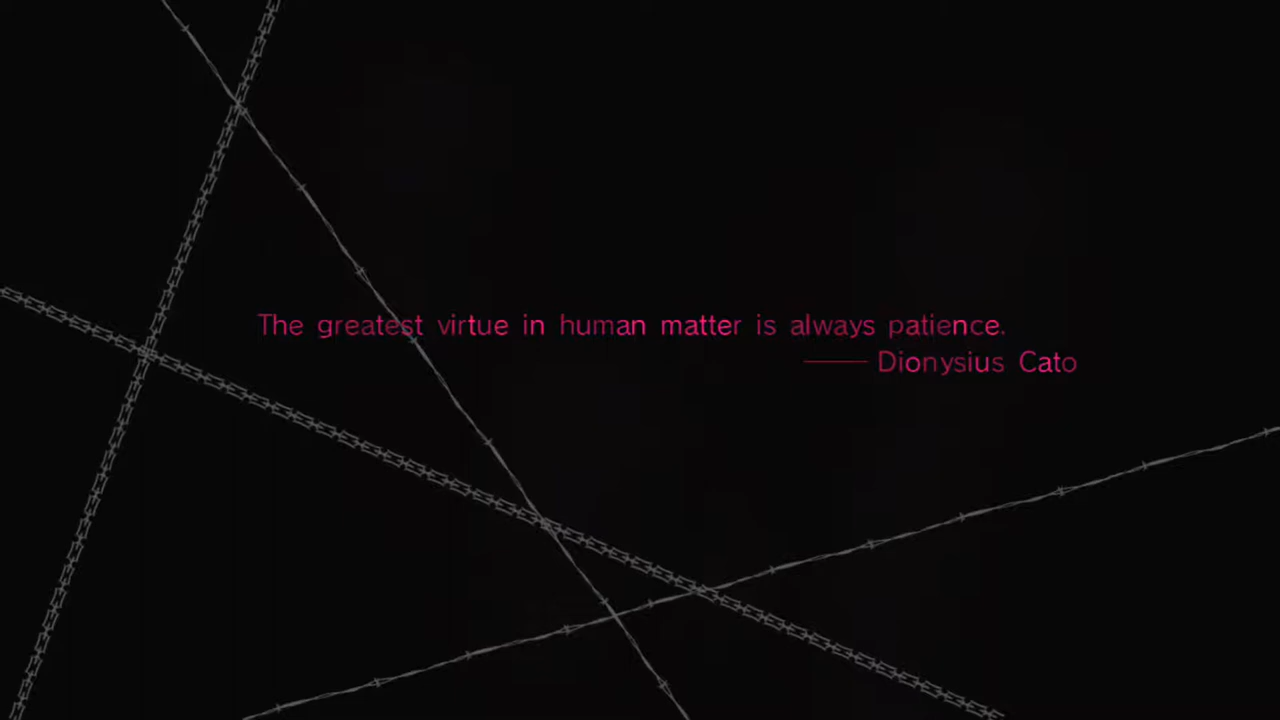 The greatest virtue in human matter is always patience.
—— Dionysius Cato